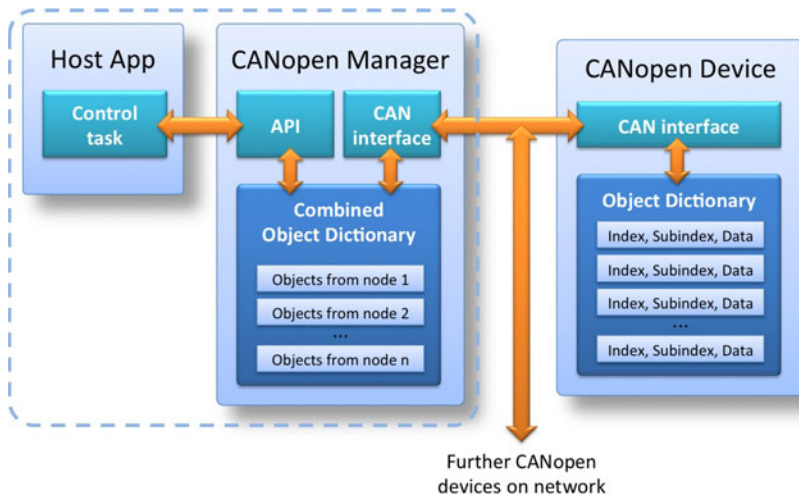 Host App
Control
task
CANopen Manager
API
CAN
interface
Combined
Object Dictionary
Objects from node 1
Objects from node 2
...
Objects from node n
CANopen Device
CAN interface
Object Dictionary
Index, Subindex, Data
Index, Subindex, Data
Index, Subindex, Data
...
Index, Subindex, Data
Further CANopen
devices on network